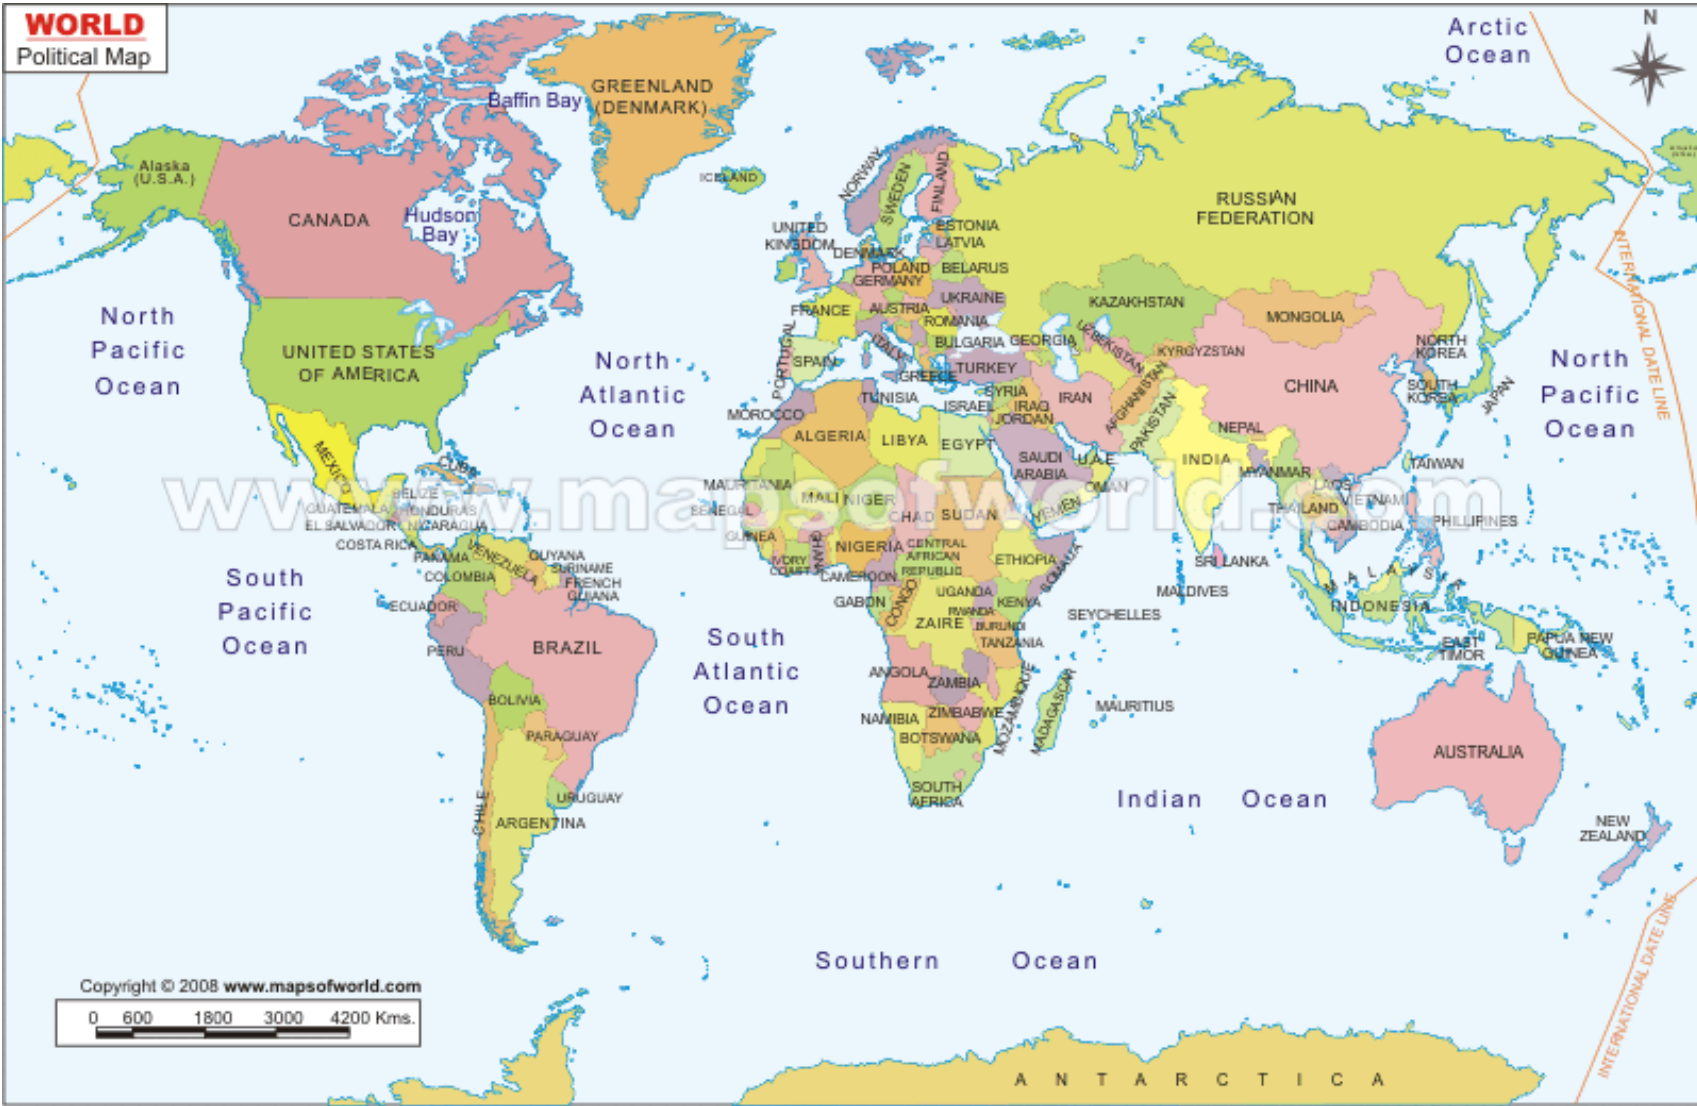 WORLD
Political Map
Arctic
Ocean
N
GREENLAND
(DENMARK)
Baffin Bay
Alaska
(U.S.A.)
ICELAND
CANADA
Hudson
Bay
NORWAY
SWEDEN
FINLAND
RUSSIAN
FEDERATION
UNITED
KINGDOM
ESTONIA
LATVIA
DENMARK
POLAND
BELARUS
GERMANY
UKRAINE
FRANCE
AUSTRIA
ROMANIA
KAZAKHSTAN
MONGOLIA
INTERNATIONAL DATE LINE
North
Pacific
Ocean
UNITED STATES
OF AMERICA
North
Atlantic
Ocean
PORTUGAL
SPAIN
ITALY
BULGARIA
GEORGIA
UZBEKISTAN
KYRGYZSTAN
NORTH
KOREA
North
Pacific
Ocean
GREECE
TURKEY
SYRIA
IRAQ
IRAN
AFGHANISTAN
CHINA
SOUTH
KOREA
JAPAN
MOROCCO
TUNISIA
ISRAEL
JORDAN
PAKISTAN
NEPAL
MEXICO
CUBA
ALGERIA
LIBYA
EGYPT
SAUDI
ARABIA
U.A.E.
OMAN
INDIA
MYANMAR
TAIWAN
www.mapsofworld.com
BELIZE
GUATEMALA
HONDURAS
EL SALVADOR
NICARAGUA
COSTA RICA
PANAMA
MAURITANIA
SENEGAL
MALI
NIGER
CHAD
SUDAN
YEMEN
LAOS
VIETNAM
THAILAND
CAMBODIA
PHILLIPINES
GUINEA
IVORY
COAST
GHANA
NIGERIA
CENTRAL
AFRICAN
REPUBLIC
ETHIOPIA
SOMALIA
SRI LANKA
VENEZUELA
GUYANA
SURINAME
FRENCH
GUIANA
COLOMBIA
ECUADOR
CAMEROON
GABON
CONGO
UGANDA
RWANDA
KENYA
BURUNDI
MALDIVES
MALAYSIA
INDONESIA
South
Pacific
Ocean
PERU
BRAZIL
South
Atlantic
Ocean
ZAIRE
TANZANIA
SEYCHELLES
EAST
TIMOR
PAPUA NEW
GUINEA
BOLIVIA
PARAGUAY
ANGOLA
ZAMBIA
MOZAMBIQUE
MADAGASCAR
MAURITIUS
NAMIBIA
ZIMBABWE
BOTSWANA
AUSTRALIA
CHILE
URUGUAY
ARGENTINA
SOUTH
AFRICA
Indian Ocean
NEW
ZEALAND
Southern Ocean
INTERNATIONAL DATE LINE
Copyright © 2008 www.mapsofworld.com
0 600 1800 3000 4200 Kms.
ANTARCTICA